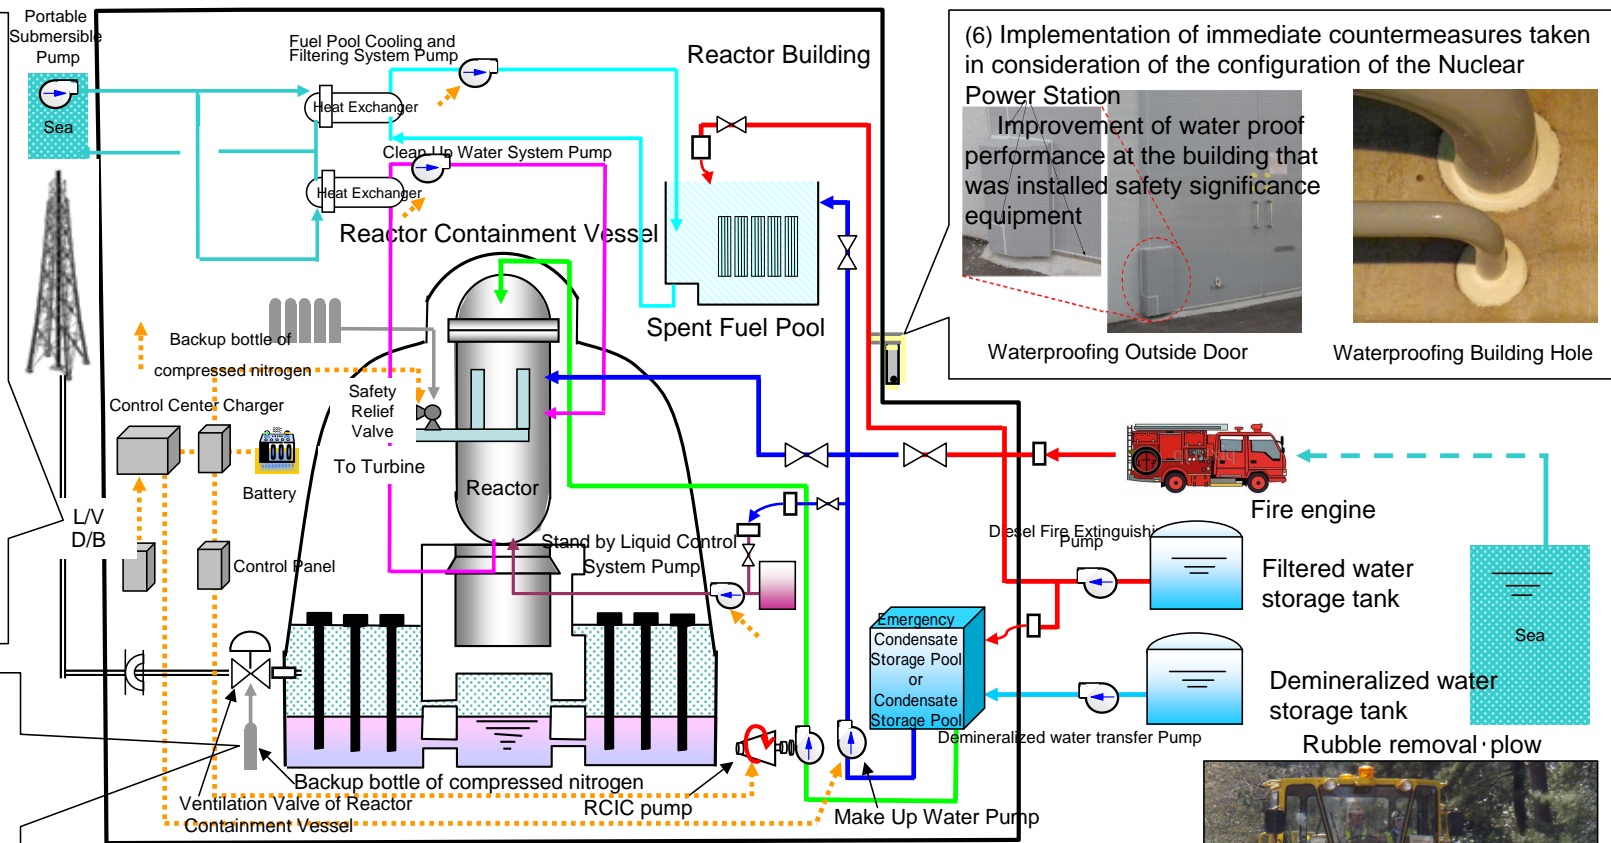 Portable
Submersible
Pump
Sea
Fuel Pool Cooling and
Filtering System Pump
Heat Exchanger
Clean Up Water System Pump
Heat Exchanger
Reactor Building
Reactor Containment Vessel
Spent Fuel Pool
(6) Implementation of immediate countermeasures taken
in consideration of the configuration of the Nuclear
Power Station
Improvement of water proof
performance at the building that
was installed safety significance
equipment
Waterproofing Outside Door
Waterproofing Building Hole
Backup bottle of
compressed nitrogen
Control Center Charger
Safety
Relief
Valve
To Turbine
Battery
Reactor
L/V
D/B
Control Panel
Stand by Liquid Control
System Pump
Fire engine
Diesel Fire Extinguishi
Pump
Filtered water
storage tank
Sea
Emergency
Condensate
Storage Pool
or
Condensate
Storage Pool
Demineralized water
storage tank
Demineralized water transfer Pump
Rubble removal・plow
Backup bottle of compressed nitrogen
Ventilation Valve of Reactor
Containment Vessel
RCIC pump
Make Up Water Pump